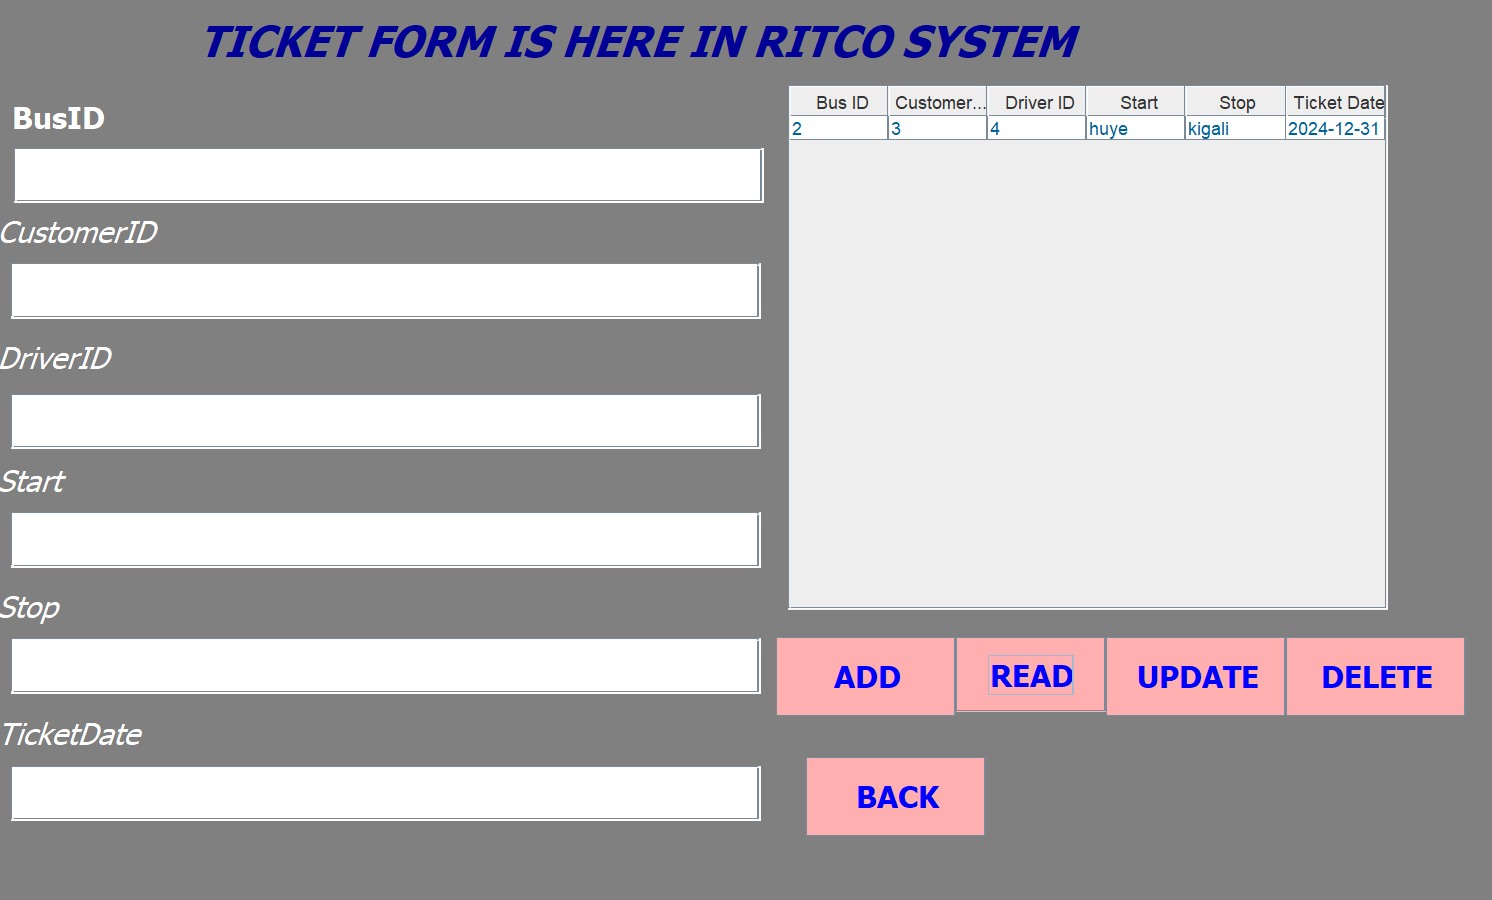 TICKET FORM IS HERE IN RITCO SYSTEM
BusID
CustomerID
DriverID
Start
Stop
TicketDate
Bus ID Customer... Driver ID Start Stop Ticket Date
2 3 4 huye kigali 2024-12-31
ADD READ UPDATE DELETE
BACK